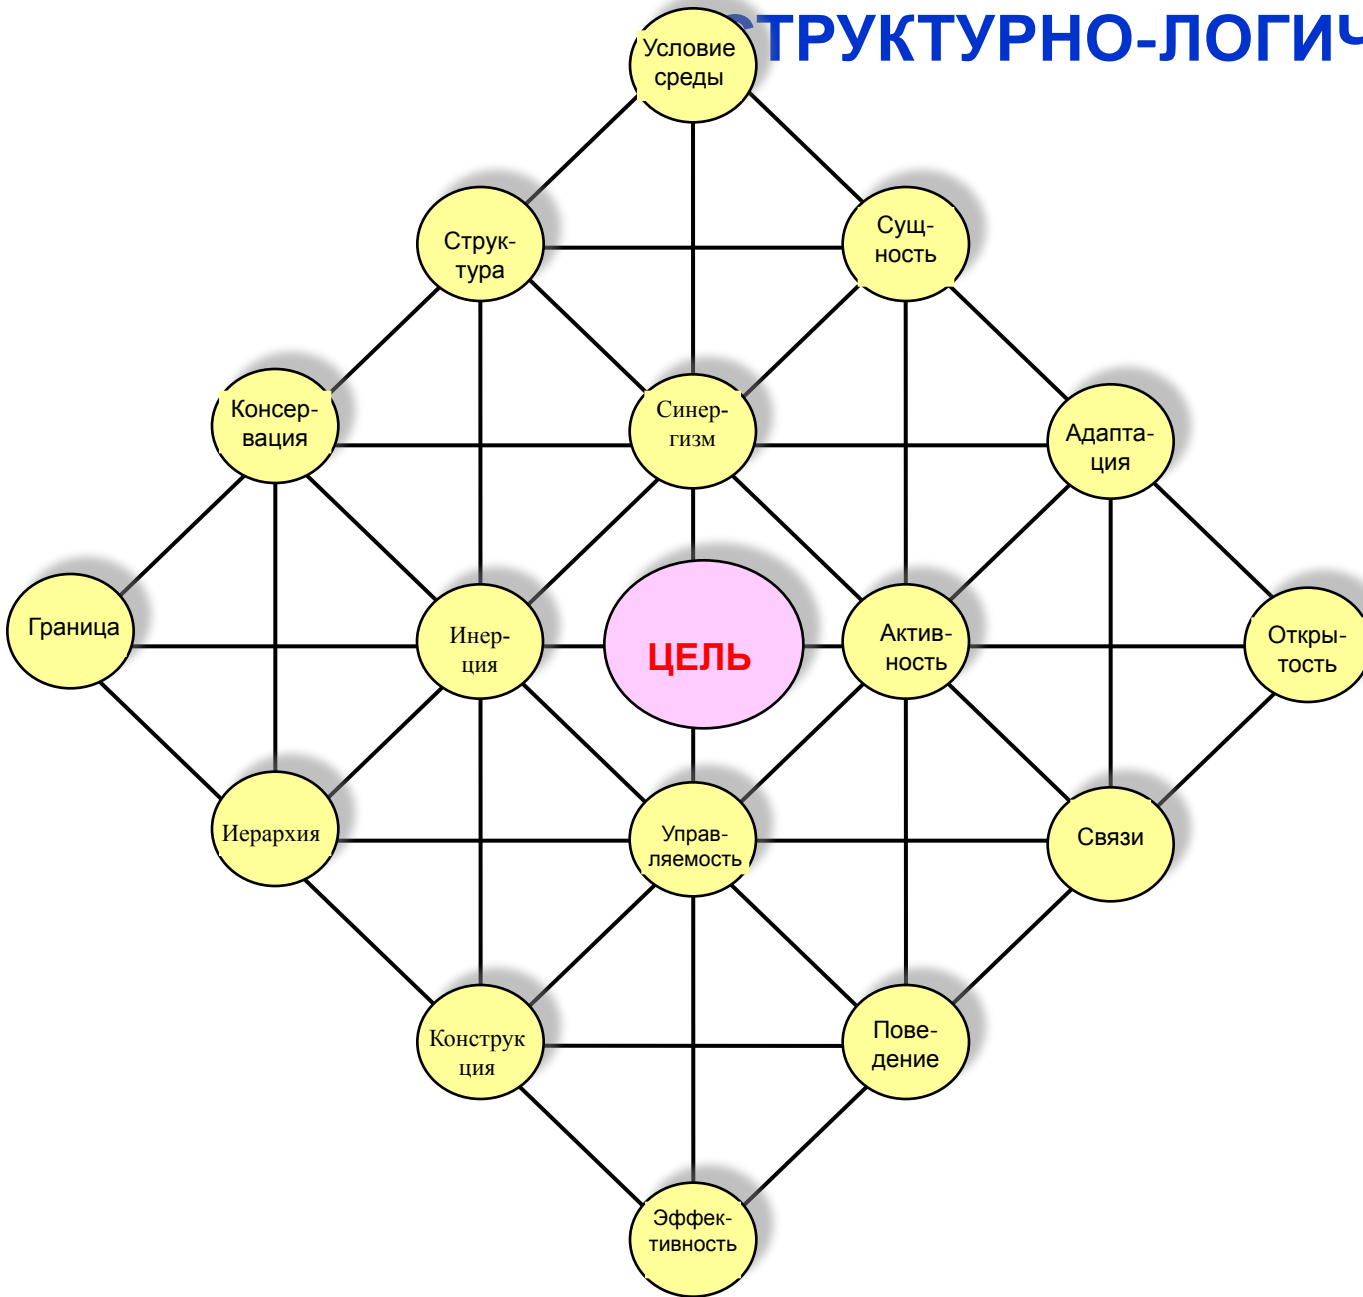 СТРУКТУРНО-ЛОГИЧ
Условие
среды
Струк-
тура
Сущ-
ность
Консер-
вация
Синер-
гизм
Адапта-
ция
Граница
Инер-
ция
ЦЕЛЬ
Актив-
ность
Откры-
тость
Иерархия
Управ-
ляемость
Связи
Конструк
ция
Пове-
дение
Эффек-
тивность